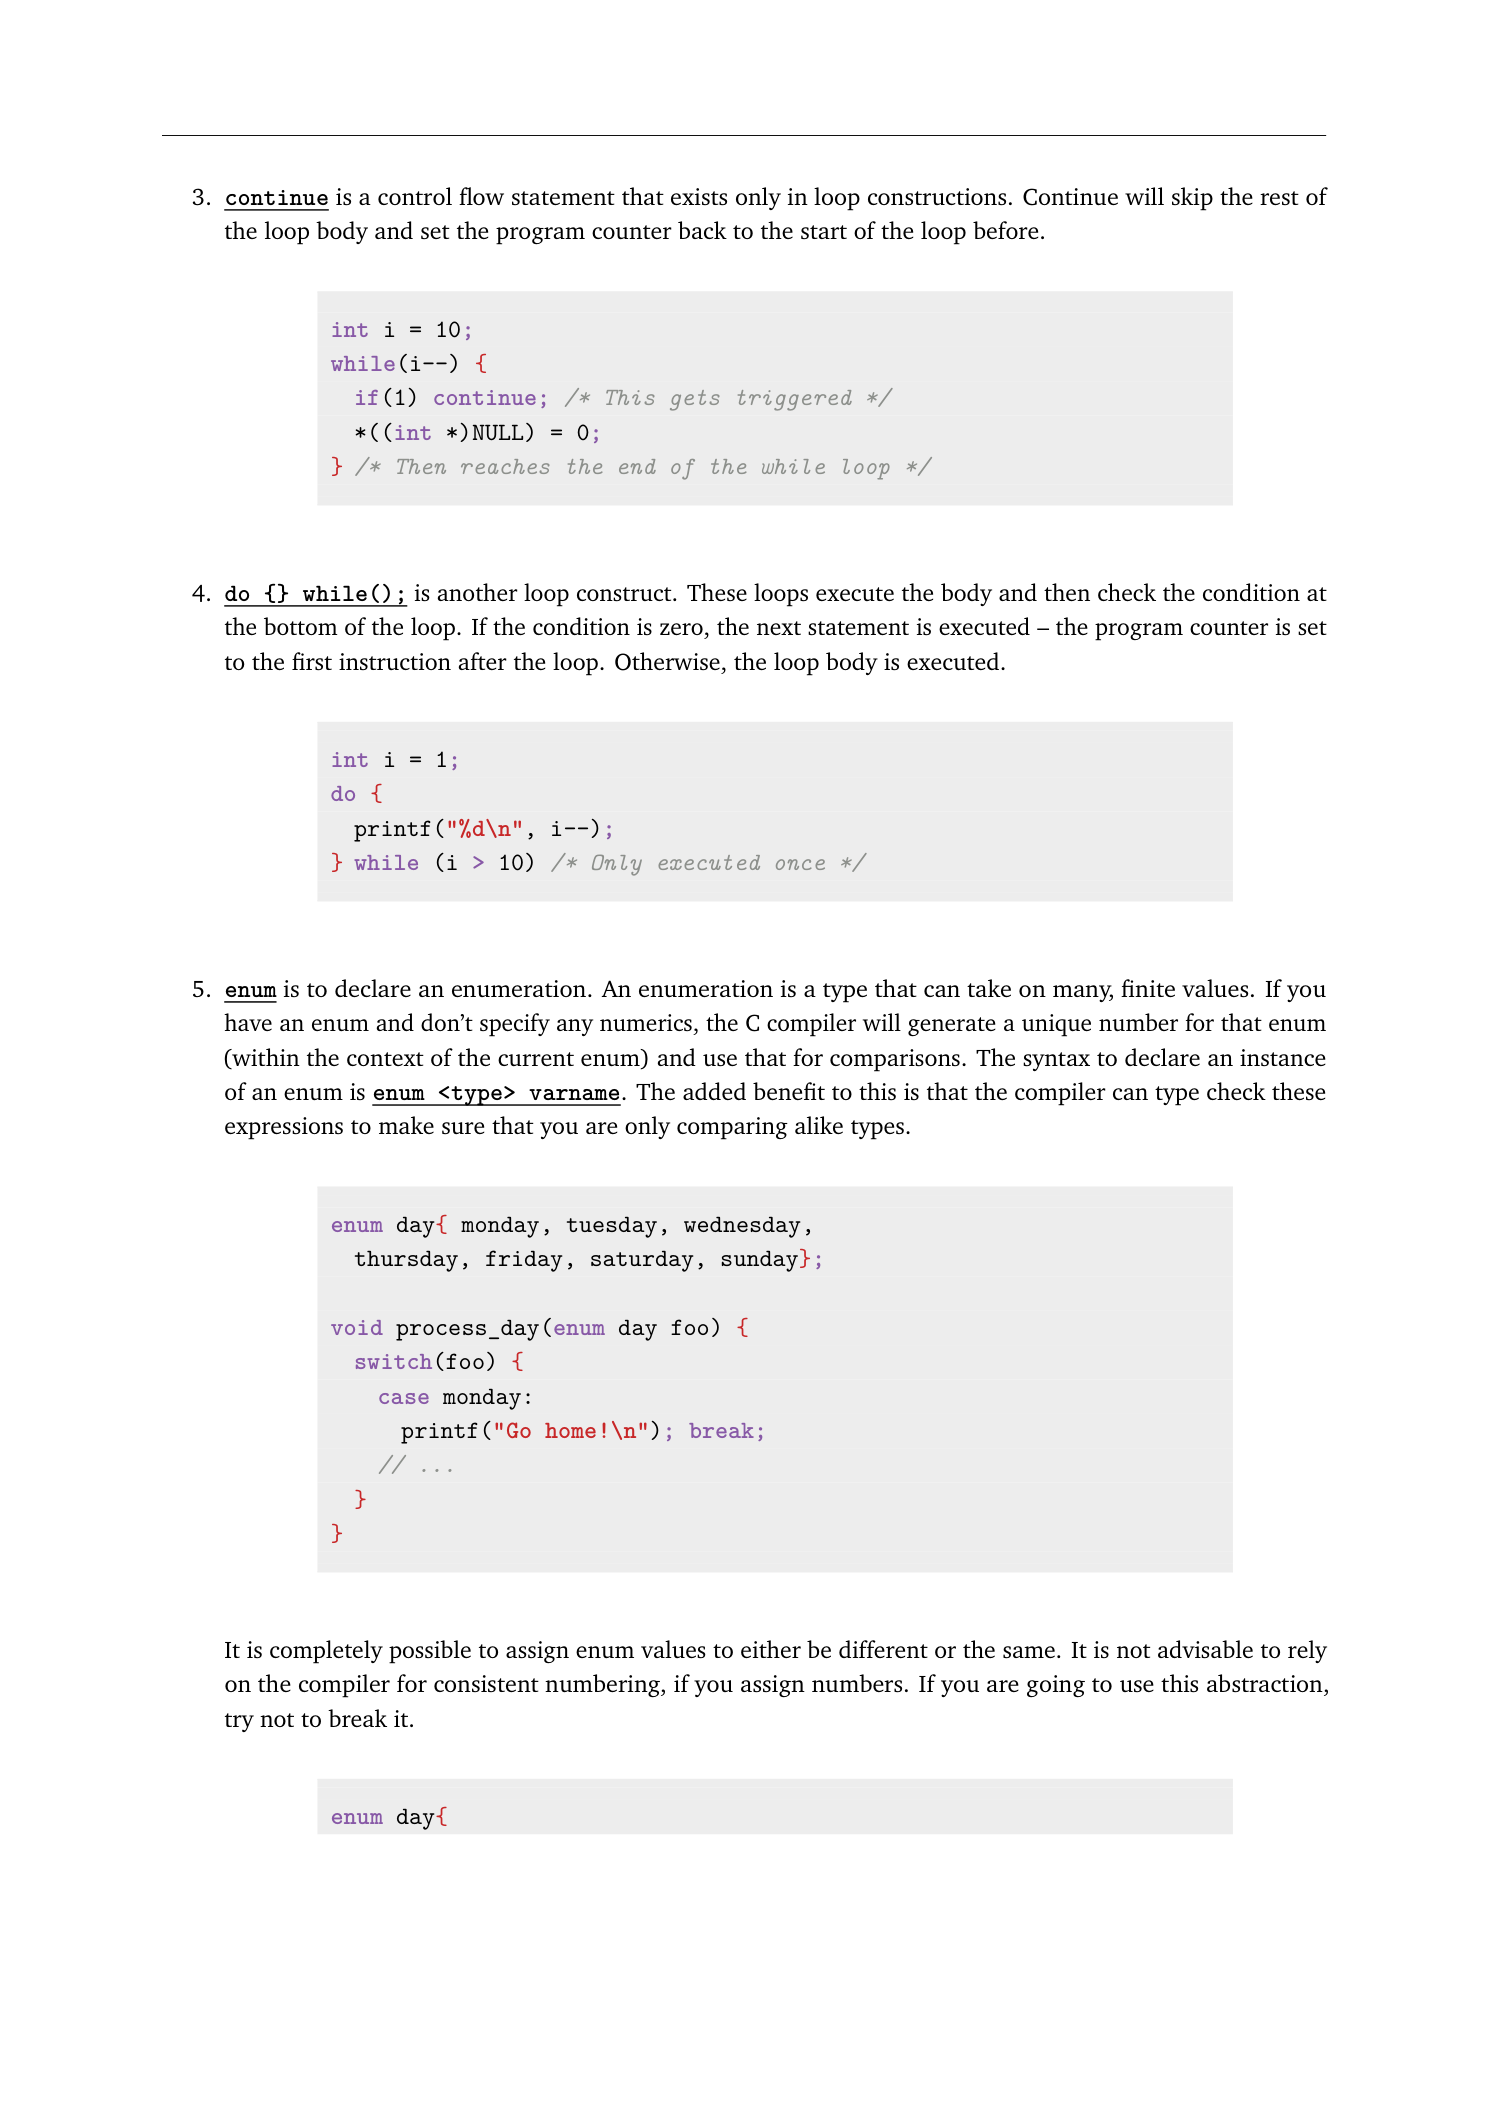 3. continue is a control flow statement that exists only in loop constructions. Continue will skip the rest of
the loop body and set the program counter back to the start of the loop before.
int i = 10;
while(i--) {
  if(1) continue; /* This gets triggered */
  *((int *)NULL) = 0;
} /* Then reaches the end of the while loop */
4. do {} while(); is another loop construct. These loops execute the body and then check the condition at
the bottom of the loop. If the condition is zero, the next statement is executed – the program counter is set
to the first instruction after the loop. Otherwise, the loop body is executed.
int i = 1;
do {
  printf("%d\n", i--);
} while (i > 10) /* Only executed once */
5. enum is to declare an enumeration. An enumeration is a type that can take on many, finite values. If you
have an enum and don’t specify any numerics, the C compiler will generate a unique number for that enum
(within the context of the current enum) and use that for comparisons. The syntax to declare an instance
of an enum is enum <type> varname. The added benefit to this is that the compiler can type check these
expressions to make sure that you are only comparing alike types.
enum day{ monday, tuesday, wednesday,
  thursday, friday, saturday, sunday};
void process_day(enum day foo) {
  switch(foo) {
    case monday:
      printf("Go home!\n"); break;
    // ...
  }
}
It is completely possible to assign enum values to either be different or the same. It is not advisable to rely
on the compiler for consistent numbering, if you assign numbers. If you are going to use this abstraction,
try not to break it.
enum day{